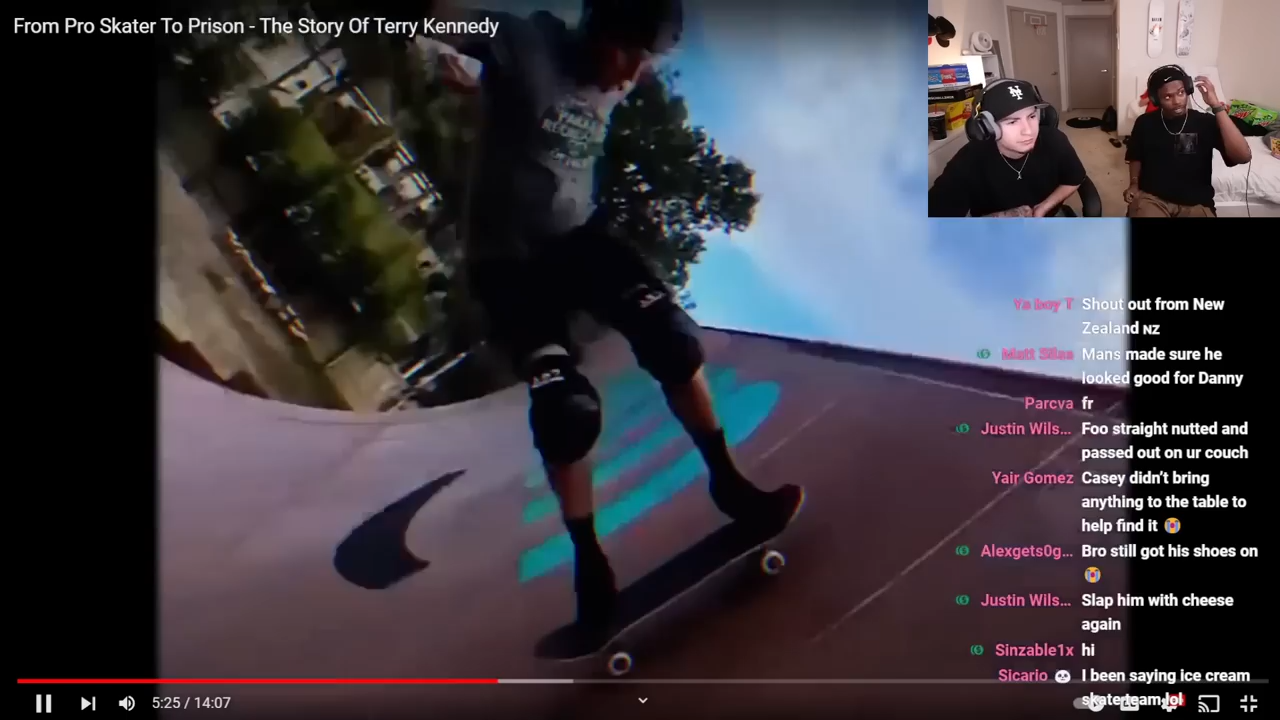 From Pro Skater To Prison - The Story Of Terry Kennedy
NY
Ya boy T Shout out from New
Zealand NZ
Matt Silas Mans made sure he
looked good for Danny
Parcva fr
Justin Wils... Foo straight nutted and
passed out on ur couch
Yair Gomez Casey didn't bring
anything to the table to
help find it 😭
Alexgets0g... Bro still got his shoes on
😭
Justin Wils... Slap him with cheese
again
Sinzable1x hi
Sicario I been saying ice cream
skate team lol
5:25 / 14:07